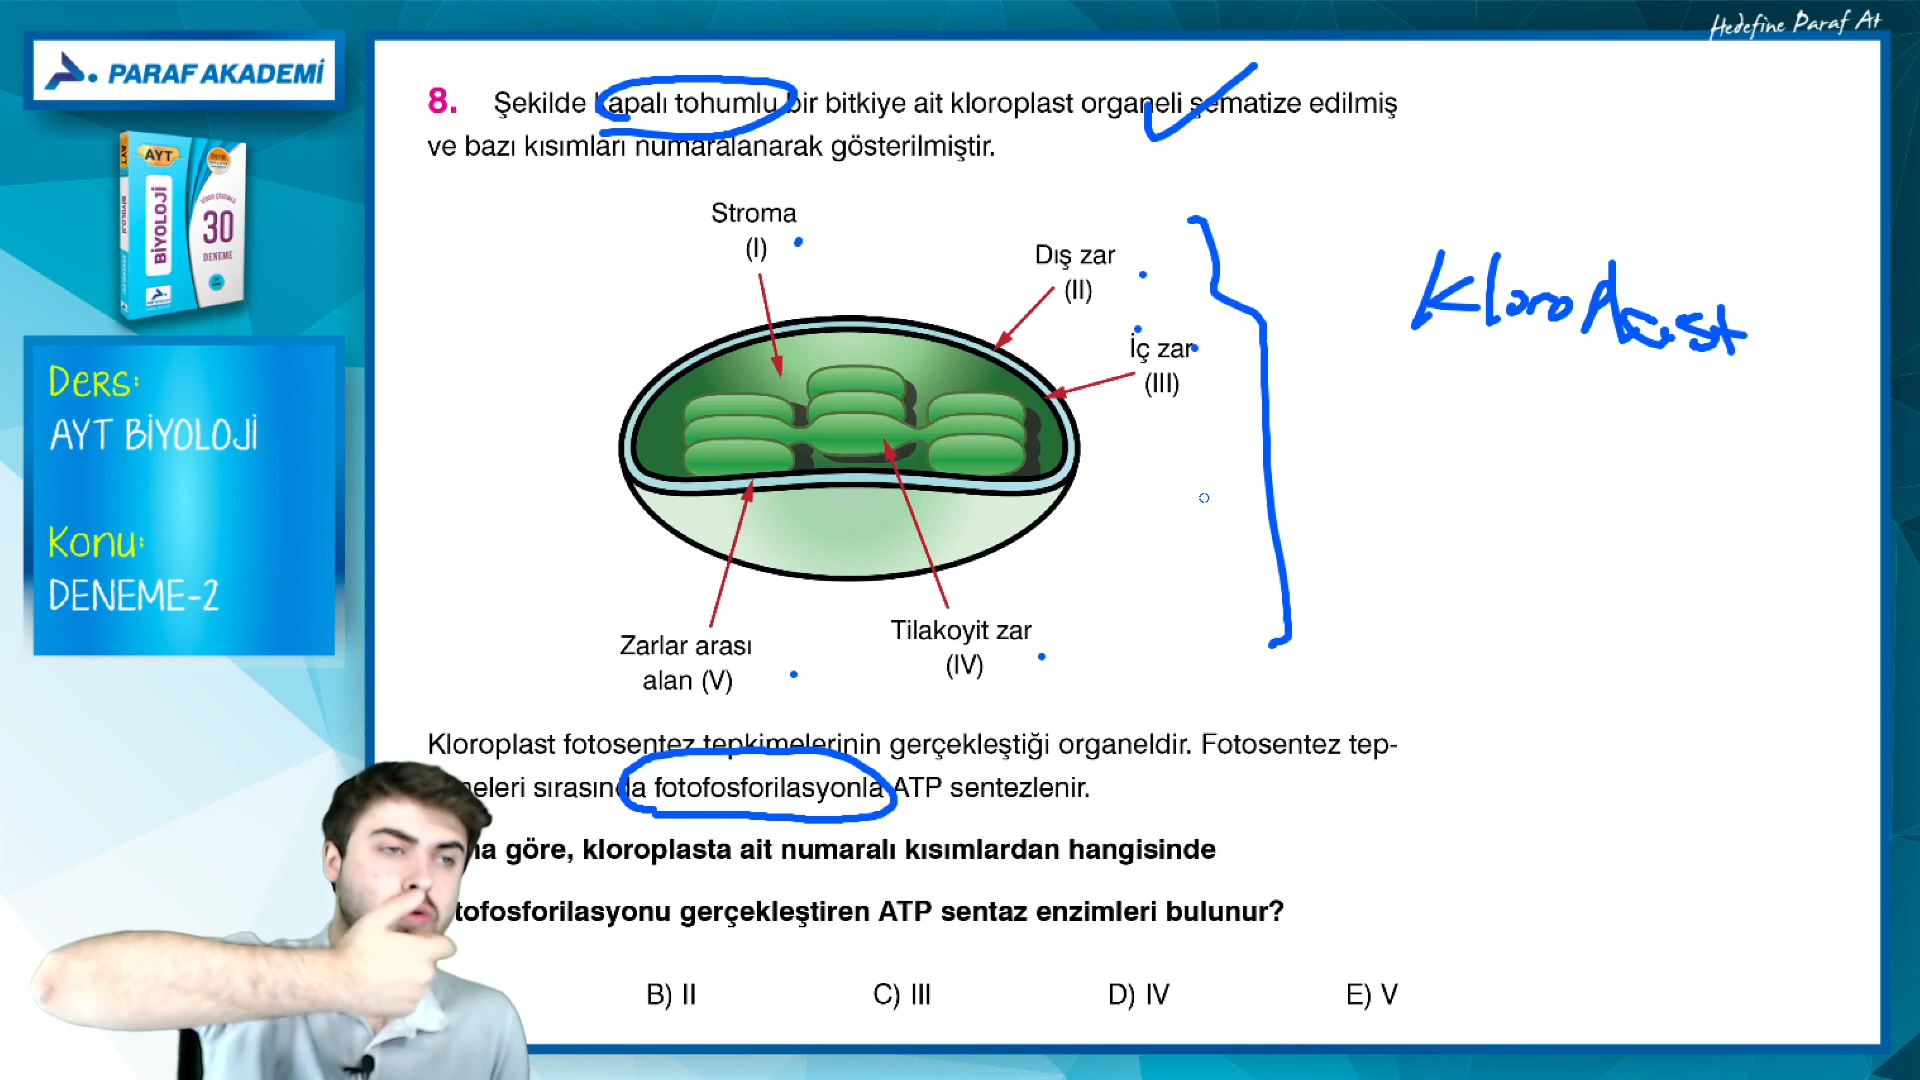 Hedefine Paraf At
PARAF AKADEMİ
AYT
BİYOLOJİ
30
DENEME
Ders:
AYT BİYOLOJİ
Konu:
DENEME-2
8. Şekilde kapalı tohumlu bir bitkiye ait kloroplast organeli şematize edilmiş
ve bazı kısımları numaralanarak gösterilmiştir.
Stroma
(I)
Dış zar
(II)
İç zar
(III)
Kloroplast
Zarlar arası
alan (V)
Tilakoyit zar
(IV)
Kloroplast fotosentez tepkimelerinin gerçekleştiği organeldir. Fotosentez tep-
meleri sırasında fotofosforilasyonla ATP sentezlenir.
na göre, kloroplasta ait numaralı kısımlardan hangisinde
tofosforilasyonu gerçekleştiren ATP sentaz enzimleri bulunur?
B) II C) III D) IV E) V